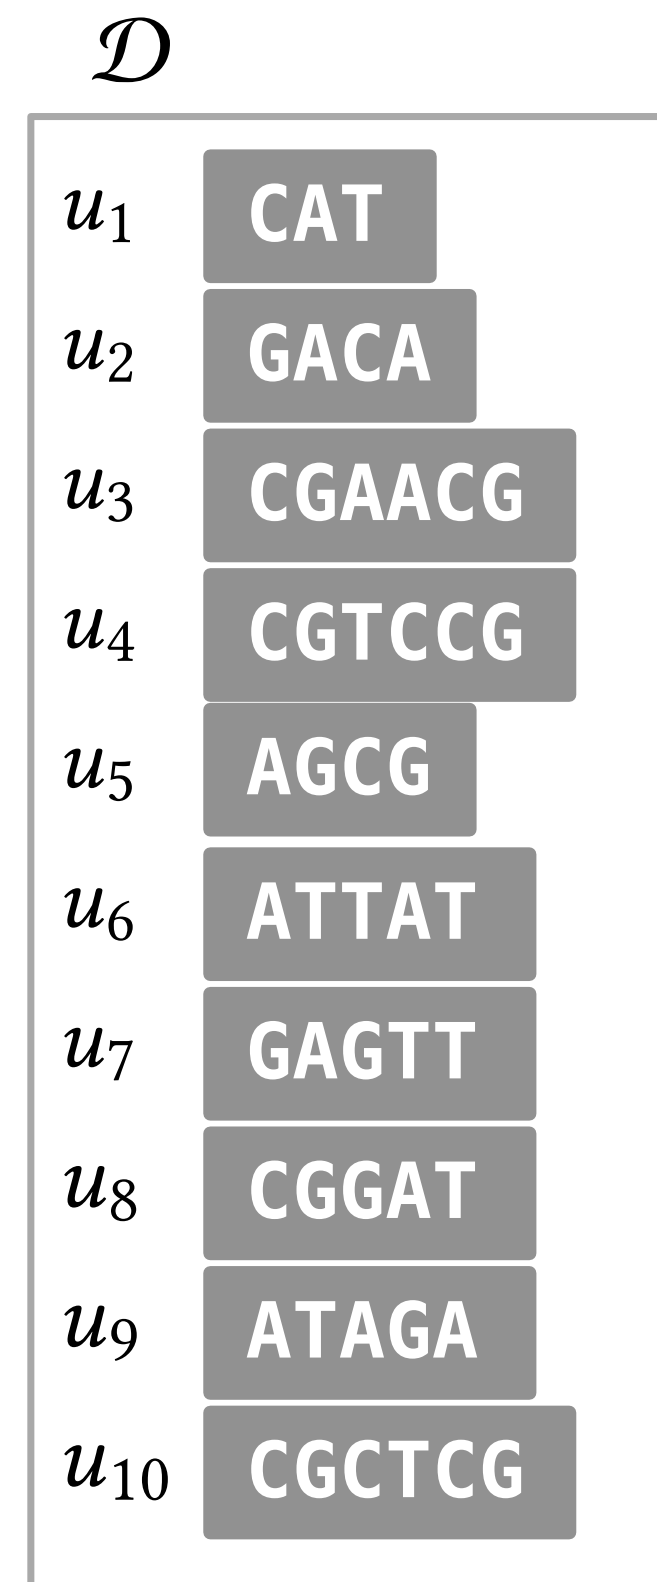 𝒟
u₁ CAT
u₂ GACA
u₃ CGAACG
u₄ CGTCCG
u₅ AGCG
u₆ ATTAT
u₇ GAGTT
u₈ CGGAT
u₉ ATAGA
u₁₀ CGCTCG